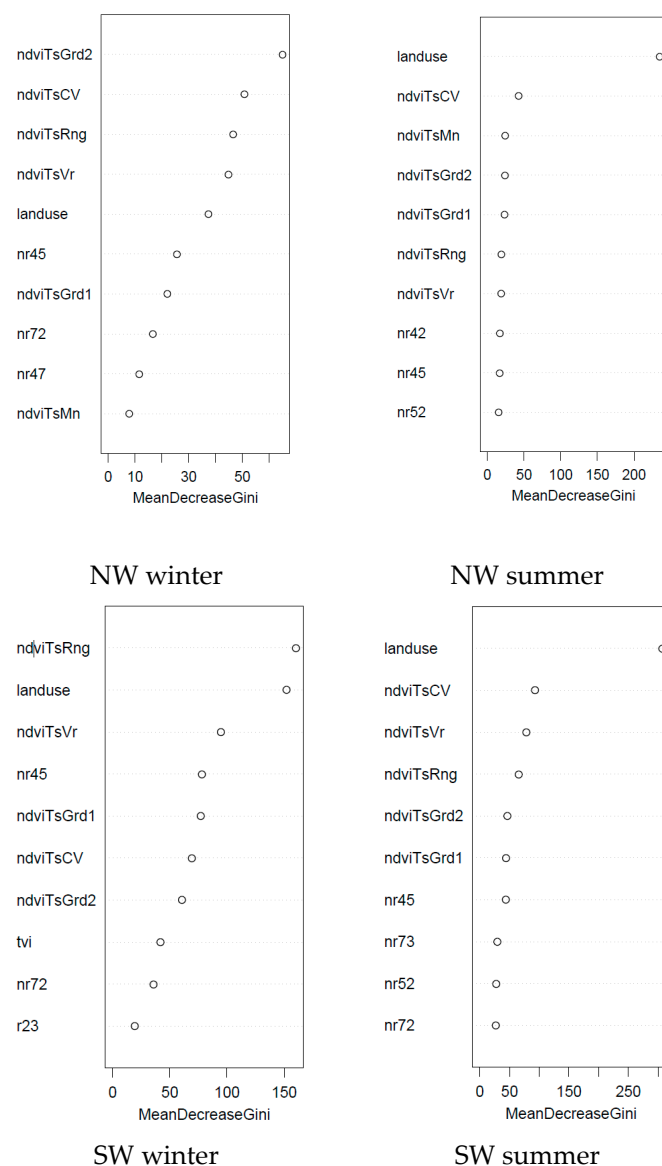 ndviTsGrd2
ndviTsCV
ndviTsRng
ndviTsVr
landuse
nr45
ndviTsGrd1
nr72
nr47
ndviTsMn
0 10 30 50
MeanDecreaseGini
NW winter
landuse
ndviTsCV
ndviTsMn
ndviTsGrd2
ndviTsGrd1
ndviTsRng
ndviTsVr
nr42
nr45
nr52
0 50 100 150 200
MeanDecreaseGini
NW summer
ndviTsRng
landuse
ndviTsVr
nr45
ndviTsGrd1
ndviTsCV
ndviTsGrd2
tvi
nr72
r23
0 50 100 150
MeanDecreaseGini
SW winter
landuse
ndviTsCV
ndviTsVr
ndviTsRng
ndviTsGrd2
ndviTsGrd1
nr45
nr73
nr52
nr72
0 50 150 250
MeanDecreaseGini
SW summer